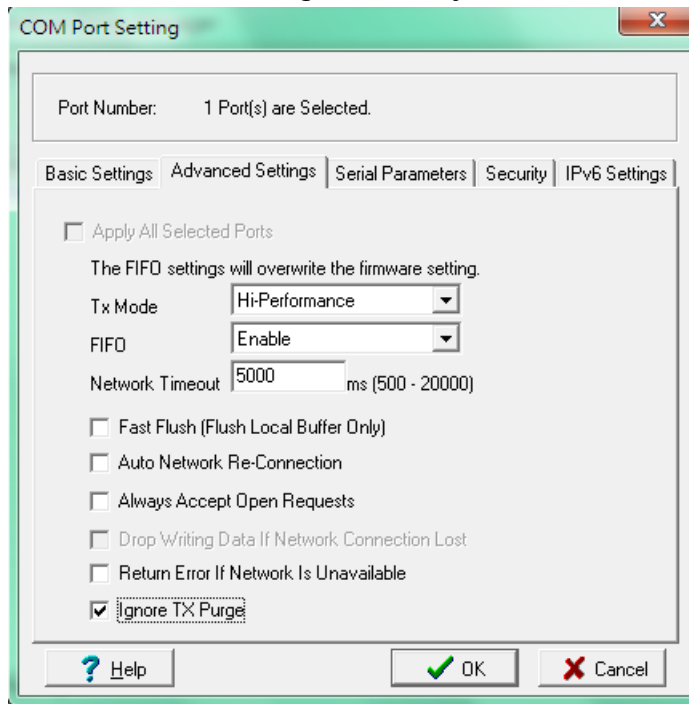 COM Port Setting
Port Number: 1 Port(s) are Selected.
Basic Settings Advanced Settings Serial Parameters Security IPv6 Settings
Apply All Selected Ports
The FIFO settings will overwrite the firmware setting.
Tx Mode Hi-Performance
FIFO Enable
Network Timeout 5000 ms (500 - 20000)
Fast Flush (Flush Local Buffer Only)
Auto Network Re-Connection
Always Accept Open Requests
Drop Writing Data If Network Connection Lost
Return Error If Network Is Unavailable
Ignore TX Purge
? Help OK Cancel